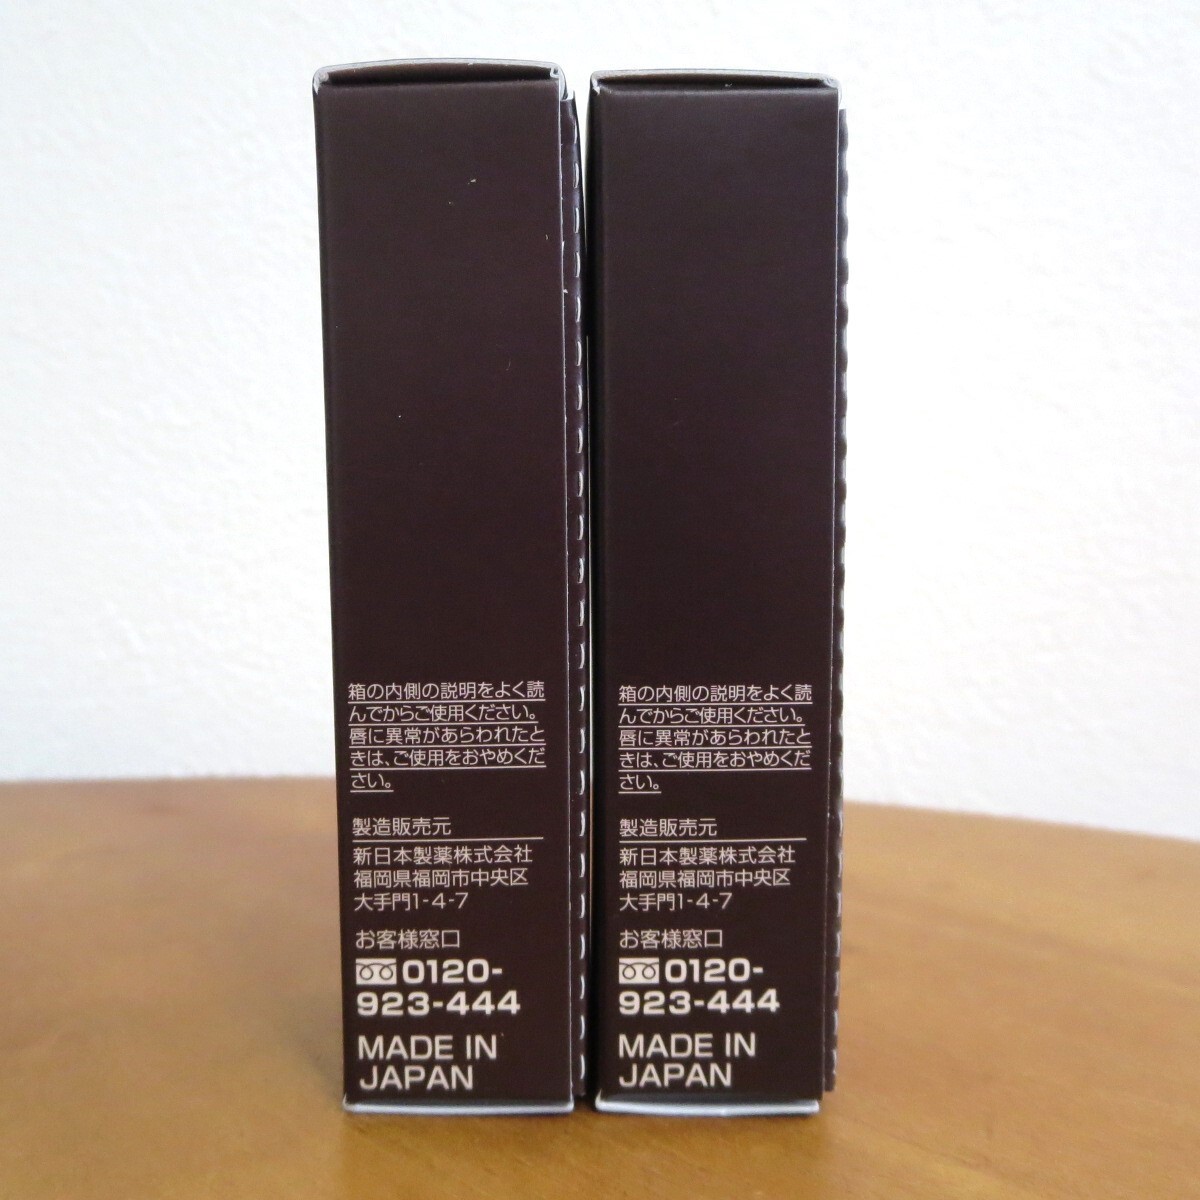 箱の内側の説明をよく読
んでからご使用ください。
唇に異常があらわれたと
きは、ご使用をおやめくだ
さい。
製造販売元
新日本製薬株式会社
福岡県福岡市中央区
大手門1-4-7
お客様窓口
0120-
923-444
MADE IN
JAPAN
箱の内側の説明をよく読
んでからご使用ください。
唇に異常があらわれたと
きは、ご使用をおやめくだ
さい。
製造販売元
新日本製薬株式会社
福岡県福岡市中央区
大手門1-4-7
お客様窓口
0120-
923-444
MADE IN
JAPAN